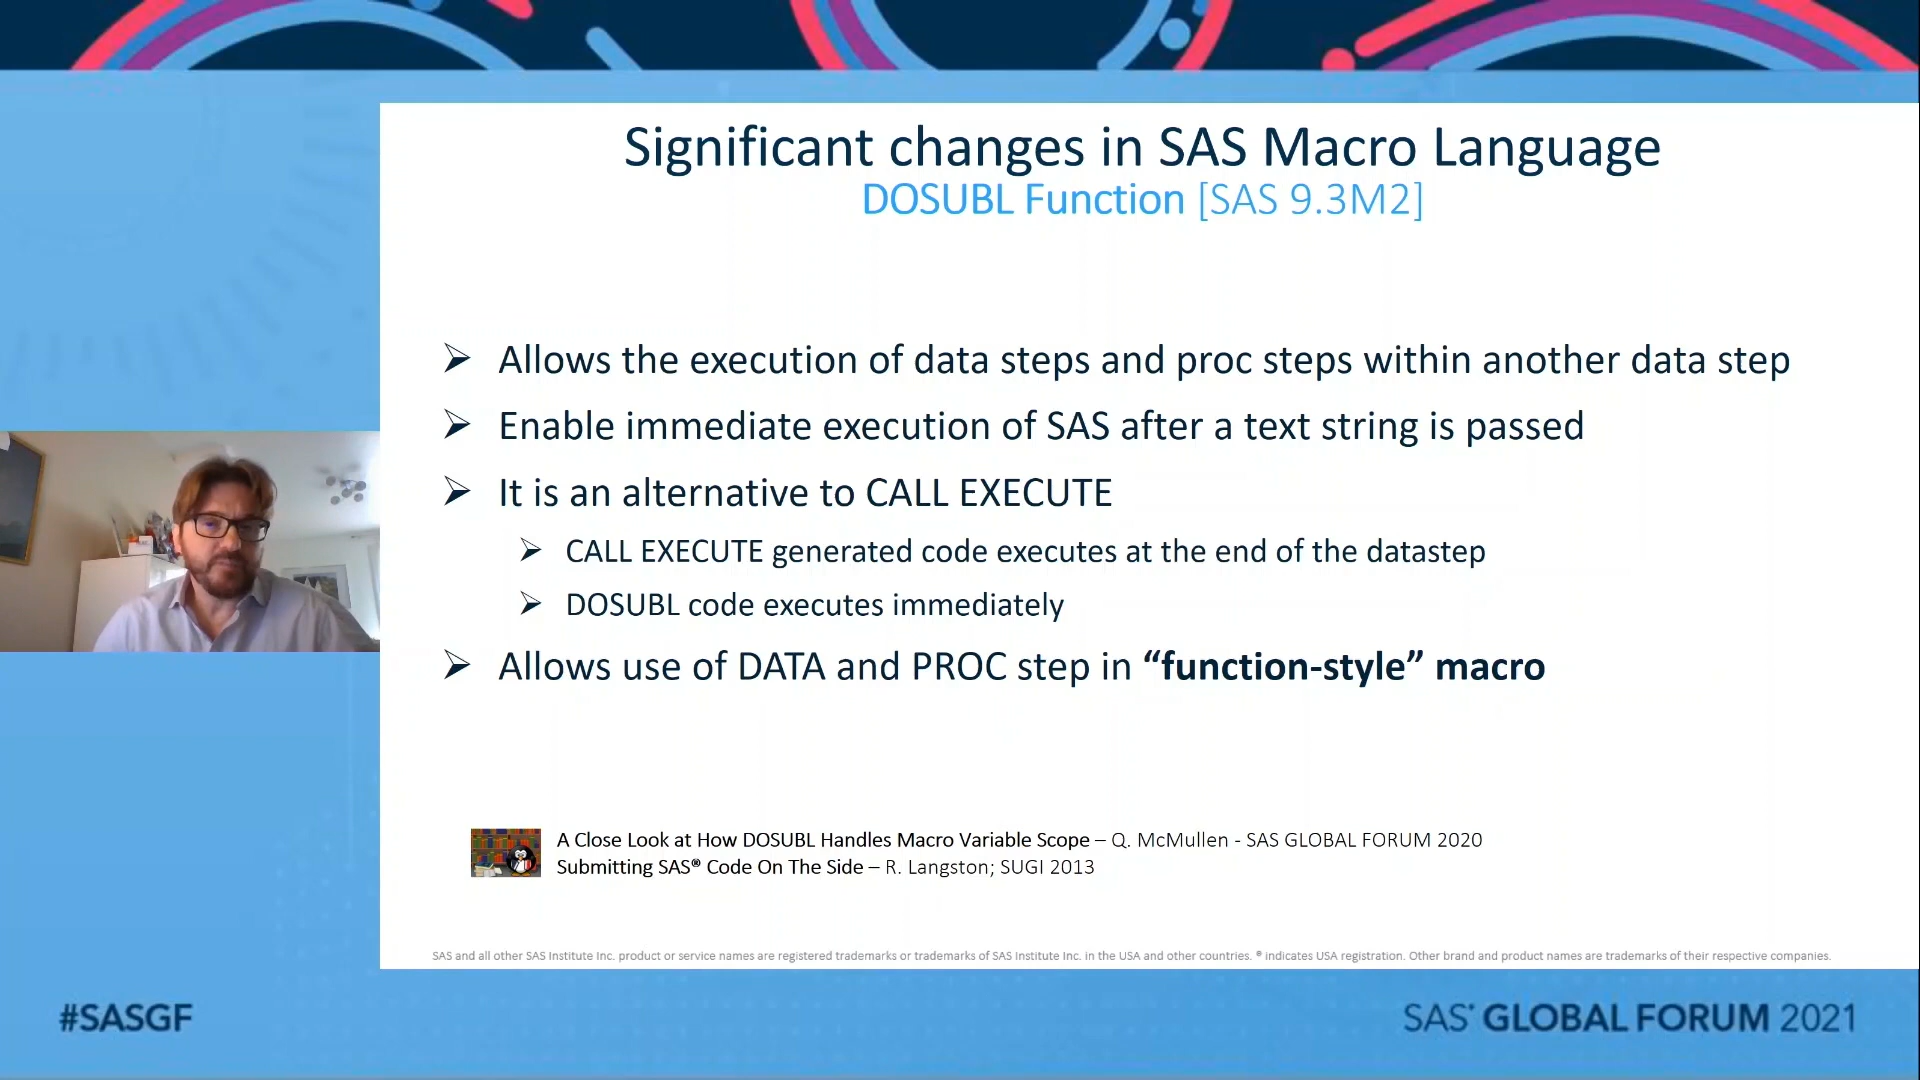 Significant changes in SAS Macro Language
DOSUBL Function [SAS 9.3M2]
Allows the execution of data steps and proc steps within another data step
Enable immediate execution of SAS after a text string is passed
It is an alternative to CALL EXECUTE
CALL EXECUTE generated code executes at the end of the datastep
DOSUBL code executes immediately
Allows use of DATA and PROC step in “function-style” macro
A Close Look at How DOSUBL Handles Macro Variable Scope – Q. McMullen - SAS GLOBAL FORUM 2020
Submitting SAS® Code On The Side – R. Langston; SUGI 2013
SAS and all other SAS Institute Inc. product or service names are registered trademarks or trademarks of SAS Institute Inc. in the USA and other countries. ® indicates USA registration. Other brand and product names are trademarks of their respective companies.
#SASGF
SAS® GLOBAL FORUM 2021